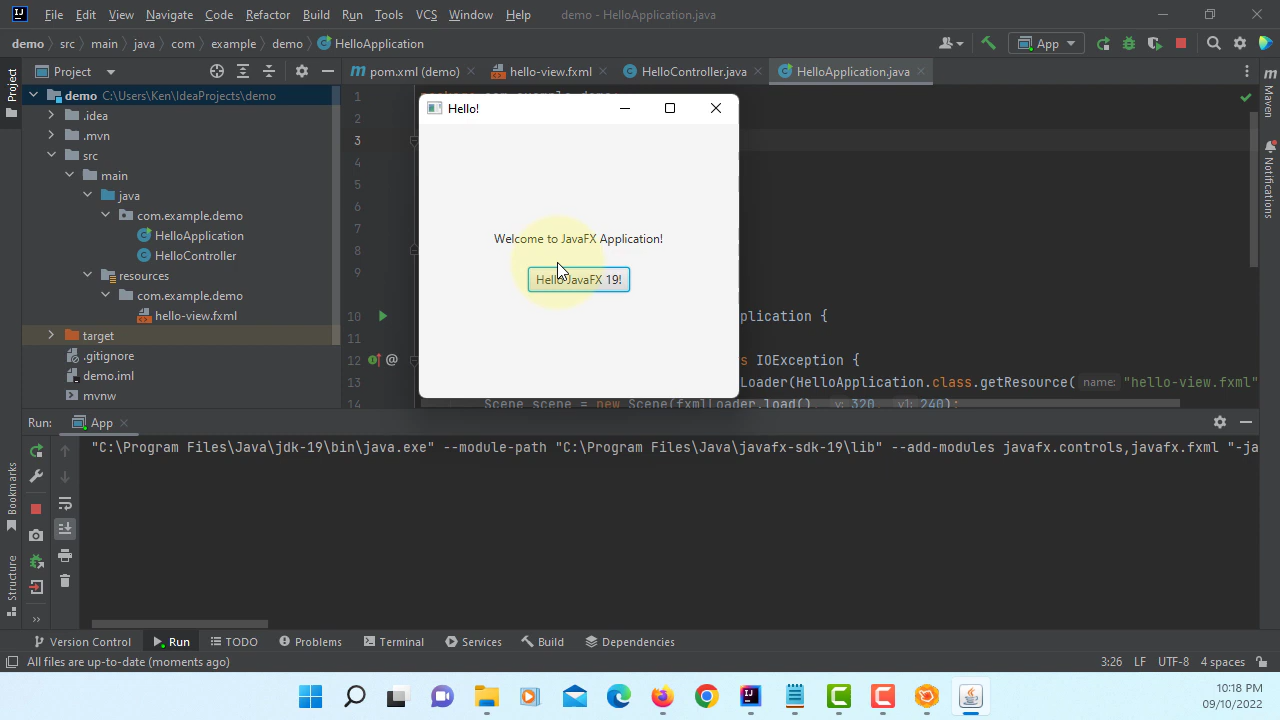 File Edit View Navigate Code Refactor Build Run Tools VCS Window Help demo - HelloApplication.java
demo src main java com example demo HelloApplication App
Project
Project
pom.xml (demo) hello-view.fxml HelloController.java HelloApplication.java
demo C:\Users\Ken\IdeaProjects\demo
.idea
.mvn
src
main
java
com.example.demo
HelloApplication
HelloController
resources
com.example.demo
hello-view.fxml
target
.gitignore
demo.iml
mvnw
1
2
3
4
5
6
7
8
9
10 plication {
11
12 @ s IOException {
13 Loader(HelloApplication.class.getResource( name: "hello-view.fxml"
14 Scene scene = new Scene(fxmlLoader.load(), v: 320, v1: 240);
Hello!
Welcome to JavaFX Application!
Hello JavaFX 19!
Maven
Notifications
Run: App
"C:\Program Files\Java\jdk-19\bin\java.exe" --module-path "C:\Program Files\Java\javafx-sdk-19\lib" --add-modules javafx.controls,javafx.fxml "-ja
Bookmarks
Structure
Version Control Run TODO Problems Terminal Services Build Dependencies
All files are up-to-date (moments ago) 3:26 LF UTF-8 4 spaces
10:18 PM
09/10/2022